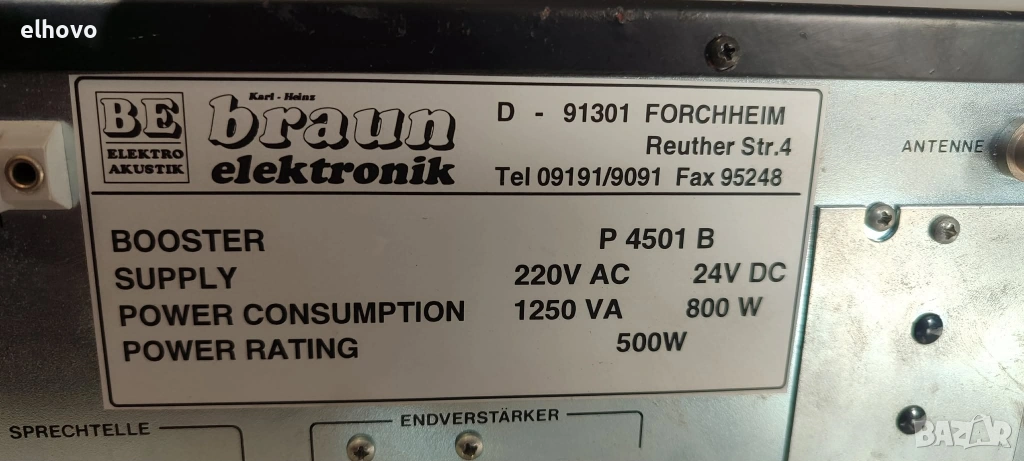 elhovo
BE
ELEKTRO
AKUSTIK
Karl - Heinz
braun
elektronik
D - 91301 FORCHHEIM
Reuther Str.4
Tel 09191/9091 Fax 95248
ANTENNE
BOOSTER P 4501 B
SUPPLY 220V AC 24V DC
POWER CONSUMPTION 1250 VA 800 W
POWER RATING 500W
SPRECHTELLE
ENDVERSTÄRKER
BAZAR